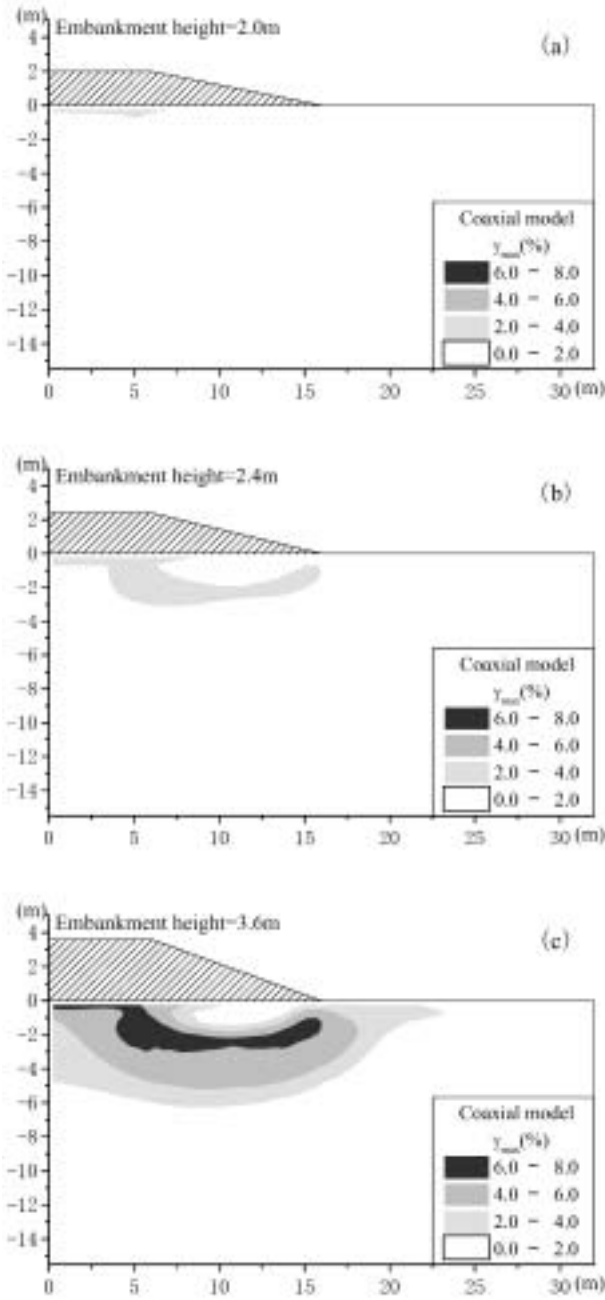 (m)
Embankment height=2.0m
(a)
4
2
0
-2
-4
-6
-8
-10
-12
-14
Coaxial model
γmax(%)
6.0 - 8.0
4.0 - 6.0
2.0 - 4.0
0.0 - 2.0
0 5 10 15 20 25 30 (m)
(m)
Embankment height=2.4m
(b)
4
2
0
-2
-4
-6
-8
-10
-12
-14
Coaxial model
γmax(%)
6.0 - 8.0
4.0 - 6.0
2.0 - 4.0
0.0 - 2.0
0 5 10 15 20 25 30 (m)
(m)
Embankment height=3.6m
(c)
4
2
0
-2
-4
-6
-8
-10
-12
-14
Coaxial model
γmax(%)
6.0 - 8.0
4.0 - 6.0
2.0 - 4.0
0.0 - 2.0
0 5 10 15 20 25 30 (m)